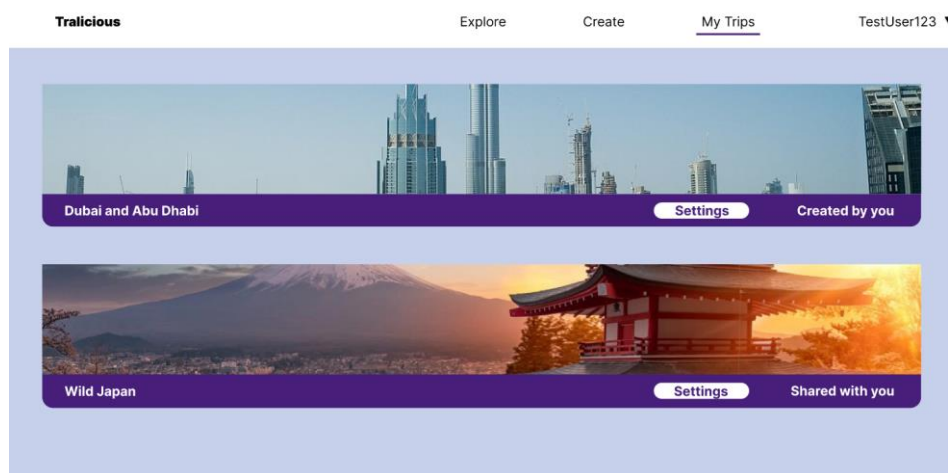 Tralicious Explore Create My Trips TestUser123
Dubai and Abu Dhabi Settings Created by you
Wild Japan Settings Shared with you